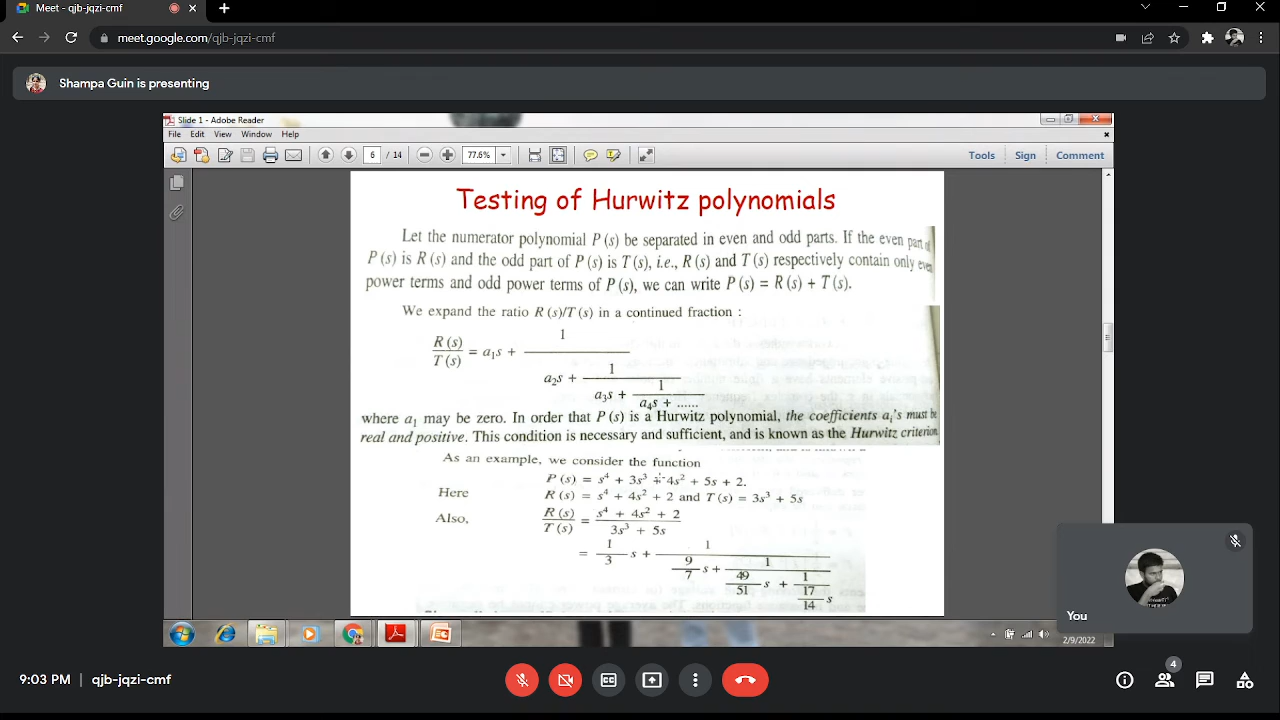 Meet - qjb-jqzi-cmf
meet.google.com/qjb-jqzi-cmf
Shampa Guin is presenting
Slide 1 - Adobe Reader
File Edit View Window Help
6 / 14 77.6% Tools Sign Comment
Testing of Hurwitz polynomials
Let the numerator polynomial P (s) be separated in even and odd parts. If the even part of
P (s) is R (s) and the odd part of P (s) is T (s), i.e., R (s) and T (s) respectively contain only even
power terms and odd power terms of P (s), we can write P (s) = R (s) + T (s).
We expand the ratio R (s)/T (s) in a continued fraction :
R (s)/T (s) = a₁s + 1/(a₂s + 1/(a₃s + 1/(a₄s + ......)))
where a₁ may be zero. In order that P (s) is a Hurwitz polynomial, the coefficients aᵢ's must be
real and positive. This condition is necessary and sufficient, and is known as the Hurwitz criterion
As an example, we consider the function
P (s) = s⁴ + 3s³ + 4s² + 5s + 2.
Here R (s) = s⁴ + 4s² + 2 and T (s) = 3s³ + 5s
Also, R (s)/T (s) = (s⁴ + 4s² + 2)/(3s³ + 5s)
= 1/3 s + 1/(9/7 s + 1/(49/51 s + 1/(17/14 s)))
You
2/9/2022
9:03 PM | qjb-jqzi-cmf
4